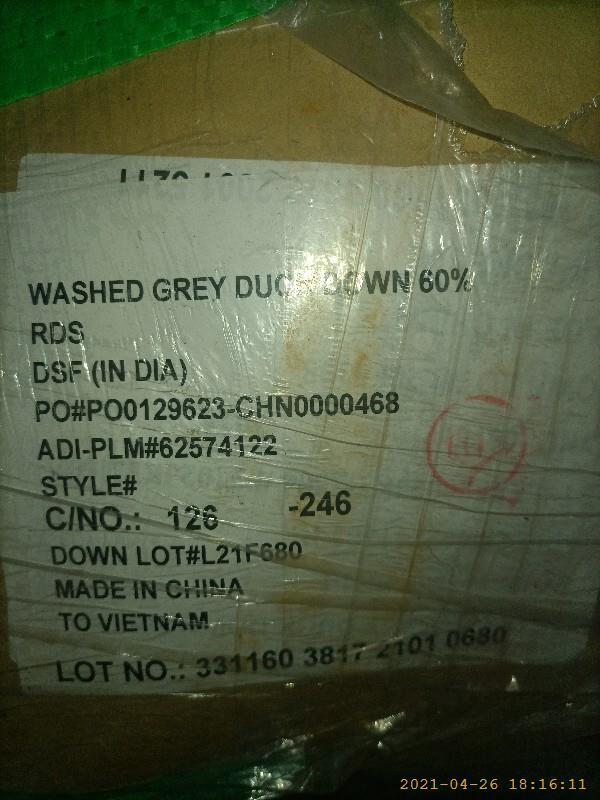 WASHED GREY DUCK DOWN 60%
RDS
DSF (IN DIA)
PO#PO0129623-CHN0000468
ADI-PLM#62574122
STYLE#
C/NO.: 126 -246
DOWN LOT#L21F680
MADE IN CHINA
TO VIETNAM
LOT NO.: 331160 3817 2101 0680
2021-04-26 18:16:11